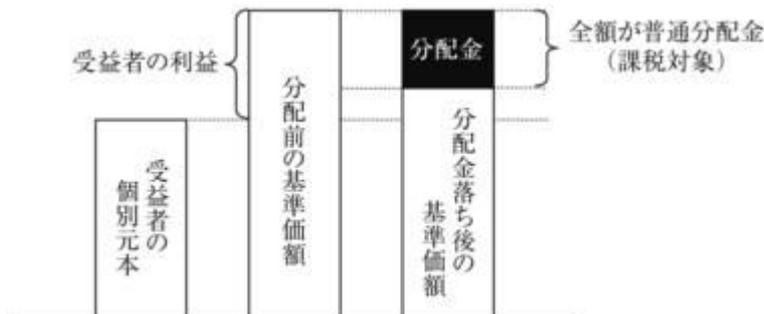 受益者の利益
分配金
全額が普通分配金
（課税対象）
受益者の
個別元本
分配前の基準価額
分配金落ち後の
基準価額